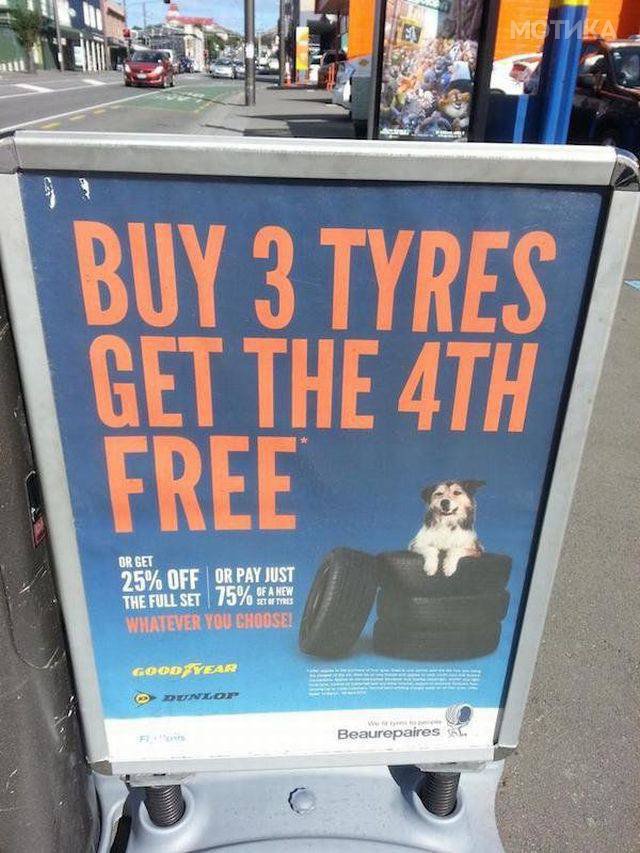 МОТИКА
BUY 3 TYRES
GET THE 4TH
FREE*
OR GET
25% OFF
THE FULL SET
OR PAY JUST
75% OF A NEW
SET OF TYRES
WHATEVER YOU CHOOSE!
GOODYEAR
DUNLOP
We fit tyres to people
Beaurepaires